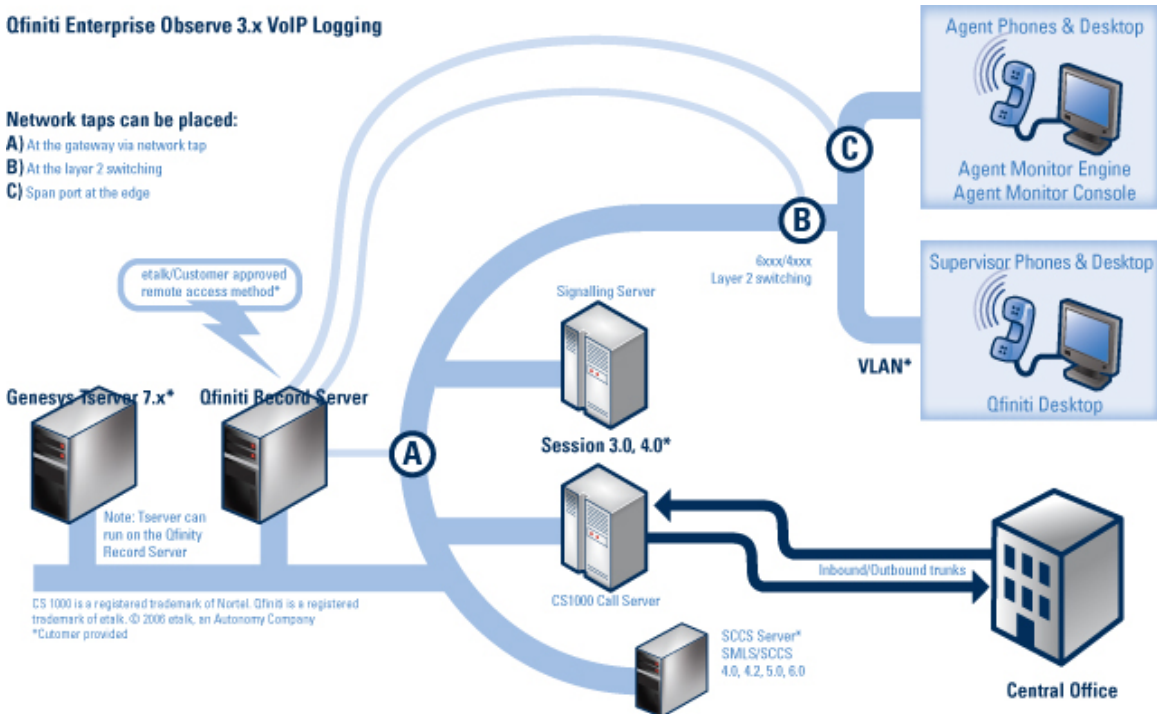 Qfiniti Enterprise Observe 3.x VoIP Logging
Network taps can be placed:
A) At the gateway via network tap
B) At the layer 2 switching
C) Span port at the edge
etalk/Customer approved
remote access method*
Genesys Tserver 7.x*
Qfiniti Record Server
Note: Tserver can
run on the Qfinity
Record Server
CS 1000 is a registered trademark of Nortel. Qfiniti is a registered
trademark of etalk. © 2006 etalk, an Autonomy Company
*Cutomer provided
A
B
C
6xxx/4xxx
Layer 2 switching
Signalling Server
Session 3.0, 4.0*
CS1000 Call Server
SCCS Server*
SMLS/SCCS
4.0, 4.2, 5.0, 6.0
Agent Phones & Desktop
Agent Monitor Engine
Agent Monitor Console
Supervisor Phones & Desktop
Qfiniti Desktop
VLAN*
Inbound/Outbound trunks
Central Office